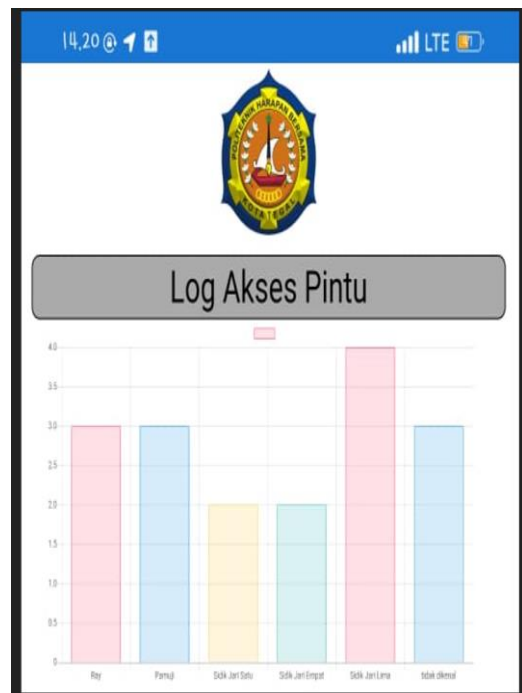 14.20
LTE
POLITEKNIK HARAPAN BERSAMA
KOTA TEGAL
Log Akses Pintu
4.0
3.5
3.0
2.5
2.0
1.5
1.0
0.5
0
Ray Pamuji Sidik Jari Satu Sidik Jari Empat Sidik Jari Lima tidak dikenal